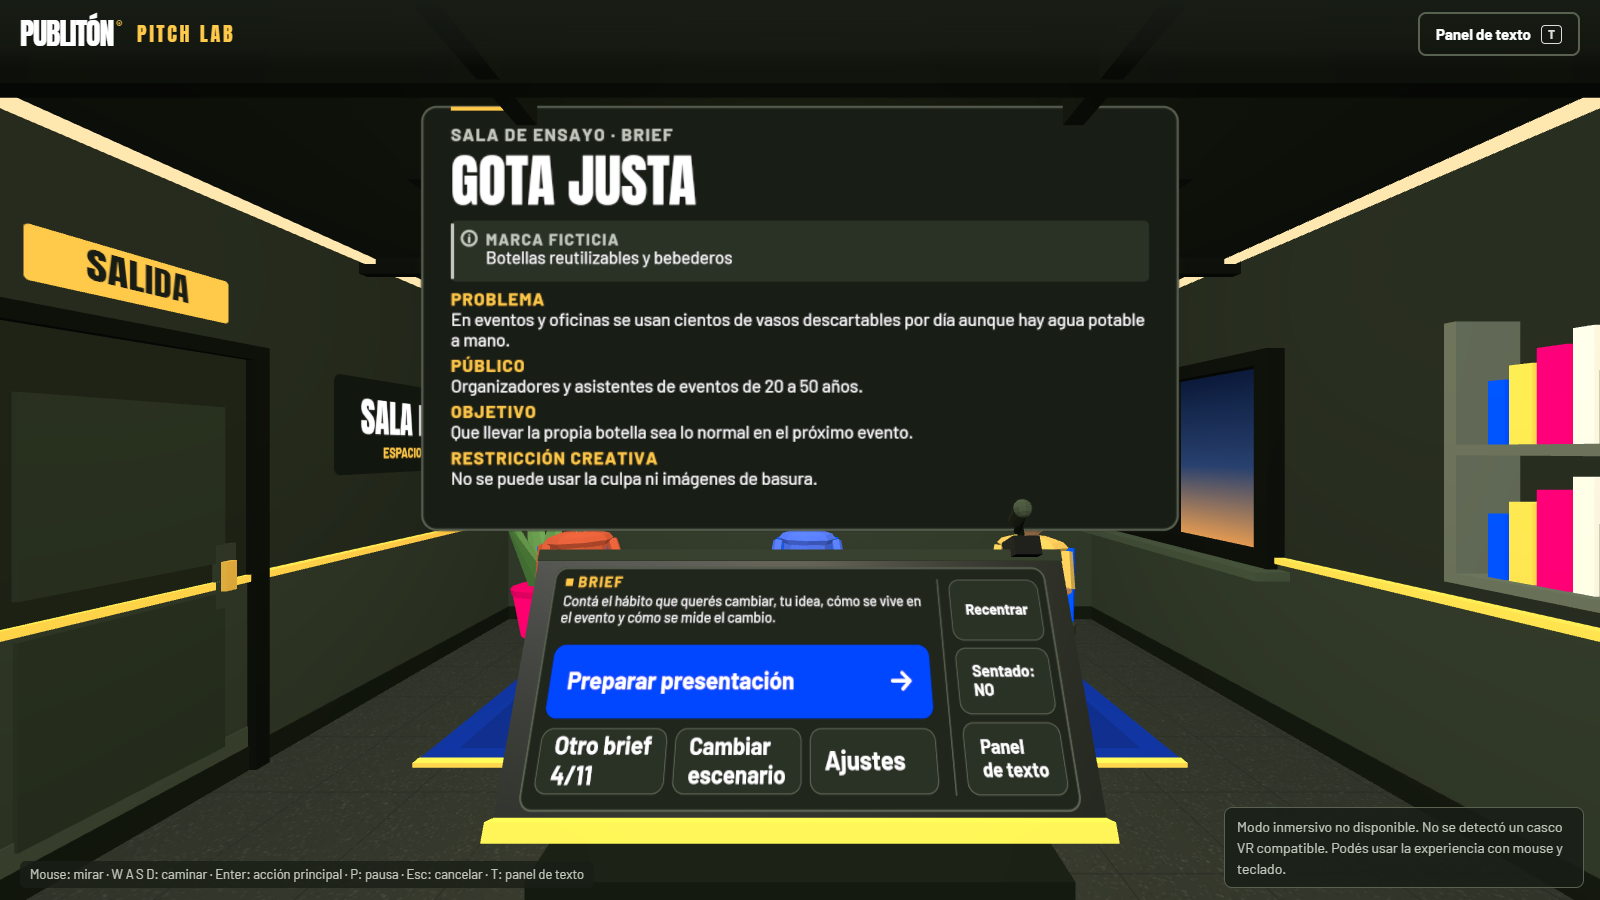 PUBLITÓN PITCH LAB
Panel de texto T
SALA DE ENSAYO · BRIEF
GOTA JUSTA
MARCA FICTICIA
Botellas reutilizables y bebederos
PROBLEMA
En eventos y oficinas se usan cientos de vasos descartables por día aunque hay agua potable
a mano.
PÚBLICO
Organizadores y asistentes de eventos de 20 a 50 años.
OBJETIVO
Que llevar la propia botella sea lo normal en el próximo evento.
RESTRICCIÓN CREATIVA
No se puede usar la culpa ni imágenes de basura.
SALIDA
SALA
ESPACIO
BRIEF
Contá el hábito que querés cambiar, tu idea, cómo se vive en
el evento y cómo se mide el cambio.
Preparar presentación
Otro brief
4/11
Cambiar
escenario
Ajustes
Recentrar
Sentado:
NO
Panel
de texto
Mouse: mirar · W A S D: caminar · Enter: acción principal · P: pausa · Esc: cancelar · T: panel de texto
Modo inmersivo no disponible. No se detectó un casco
VR compatible. Podés usar la experiencia con mouse y
teclado.